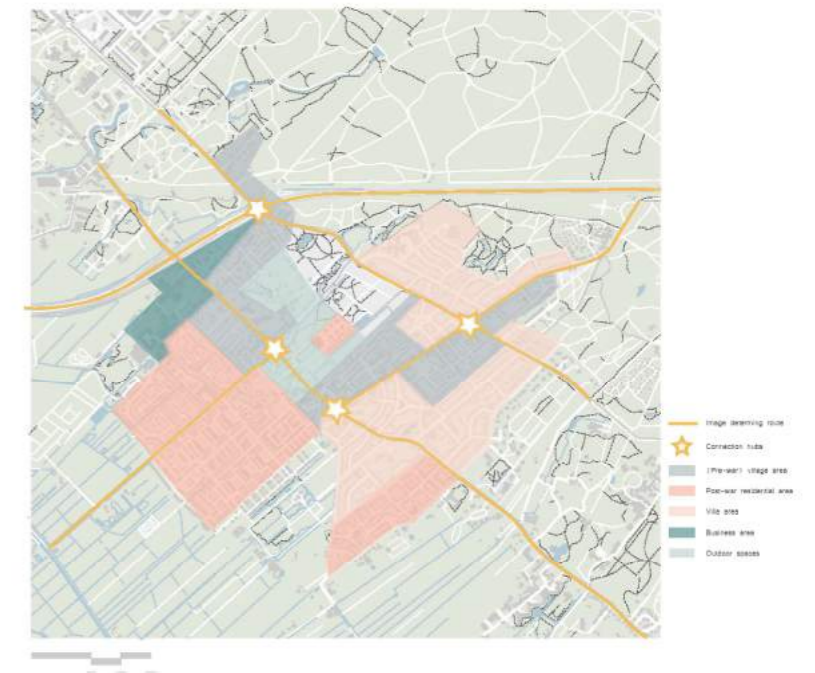 Image determing route
Connection hubs
(Pre-war) village area
Post-war residential area
Villa area
Business area
Outdoor spaces